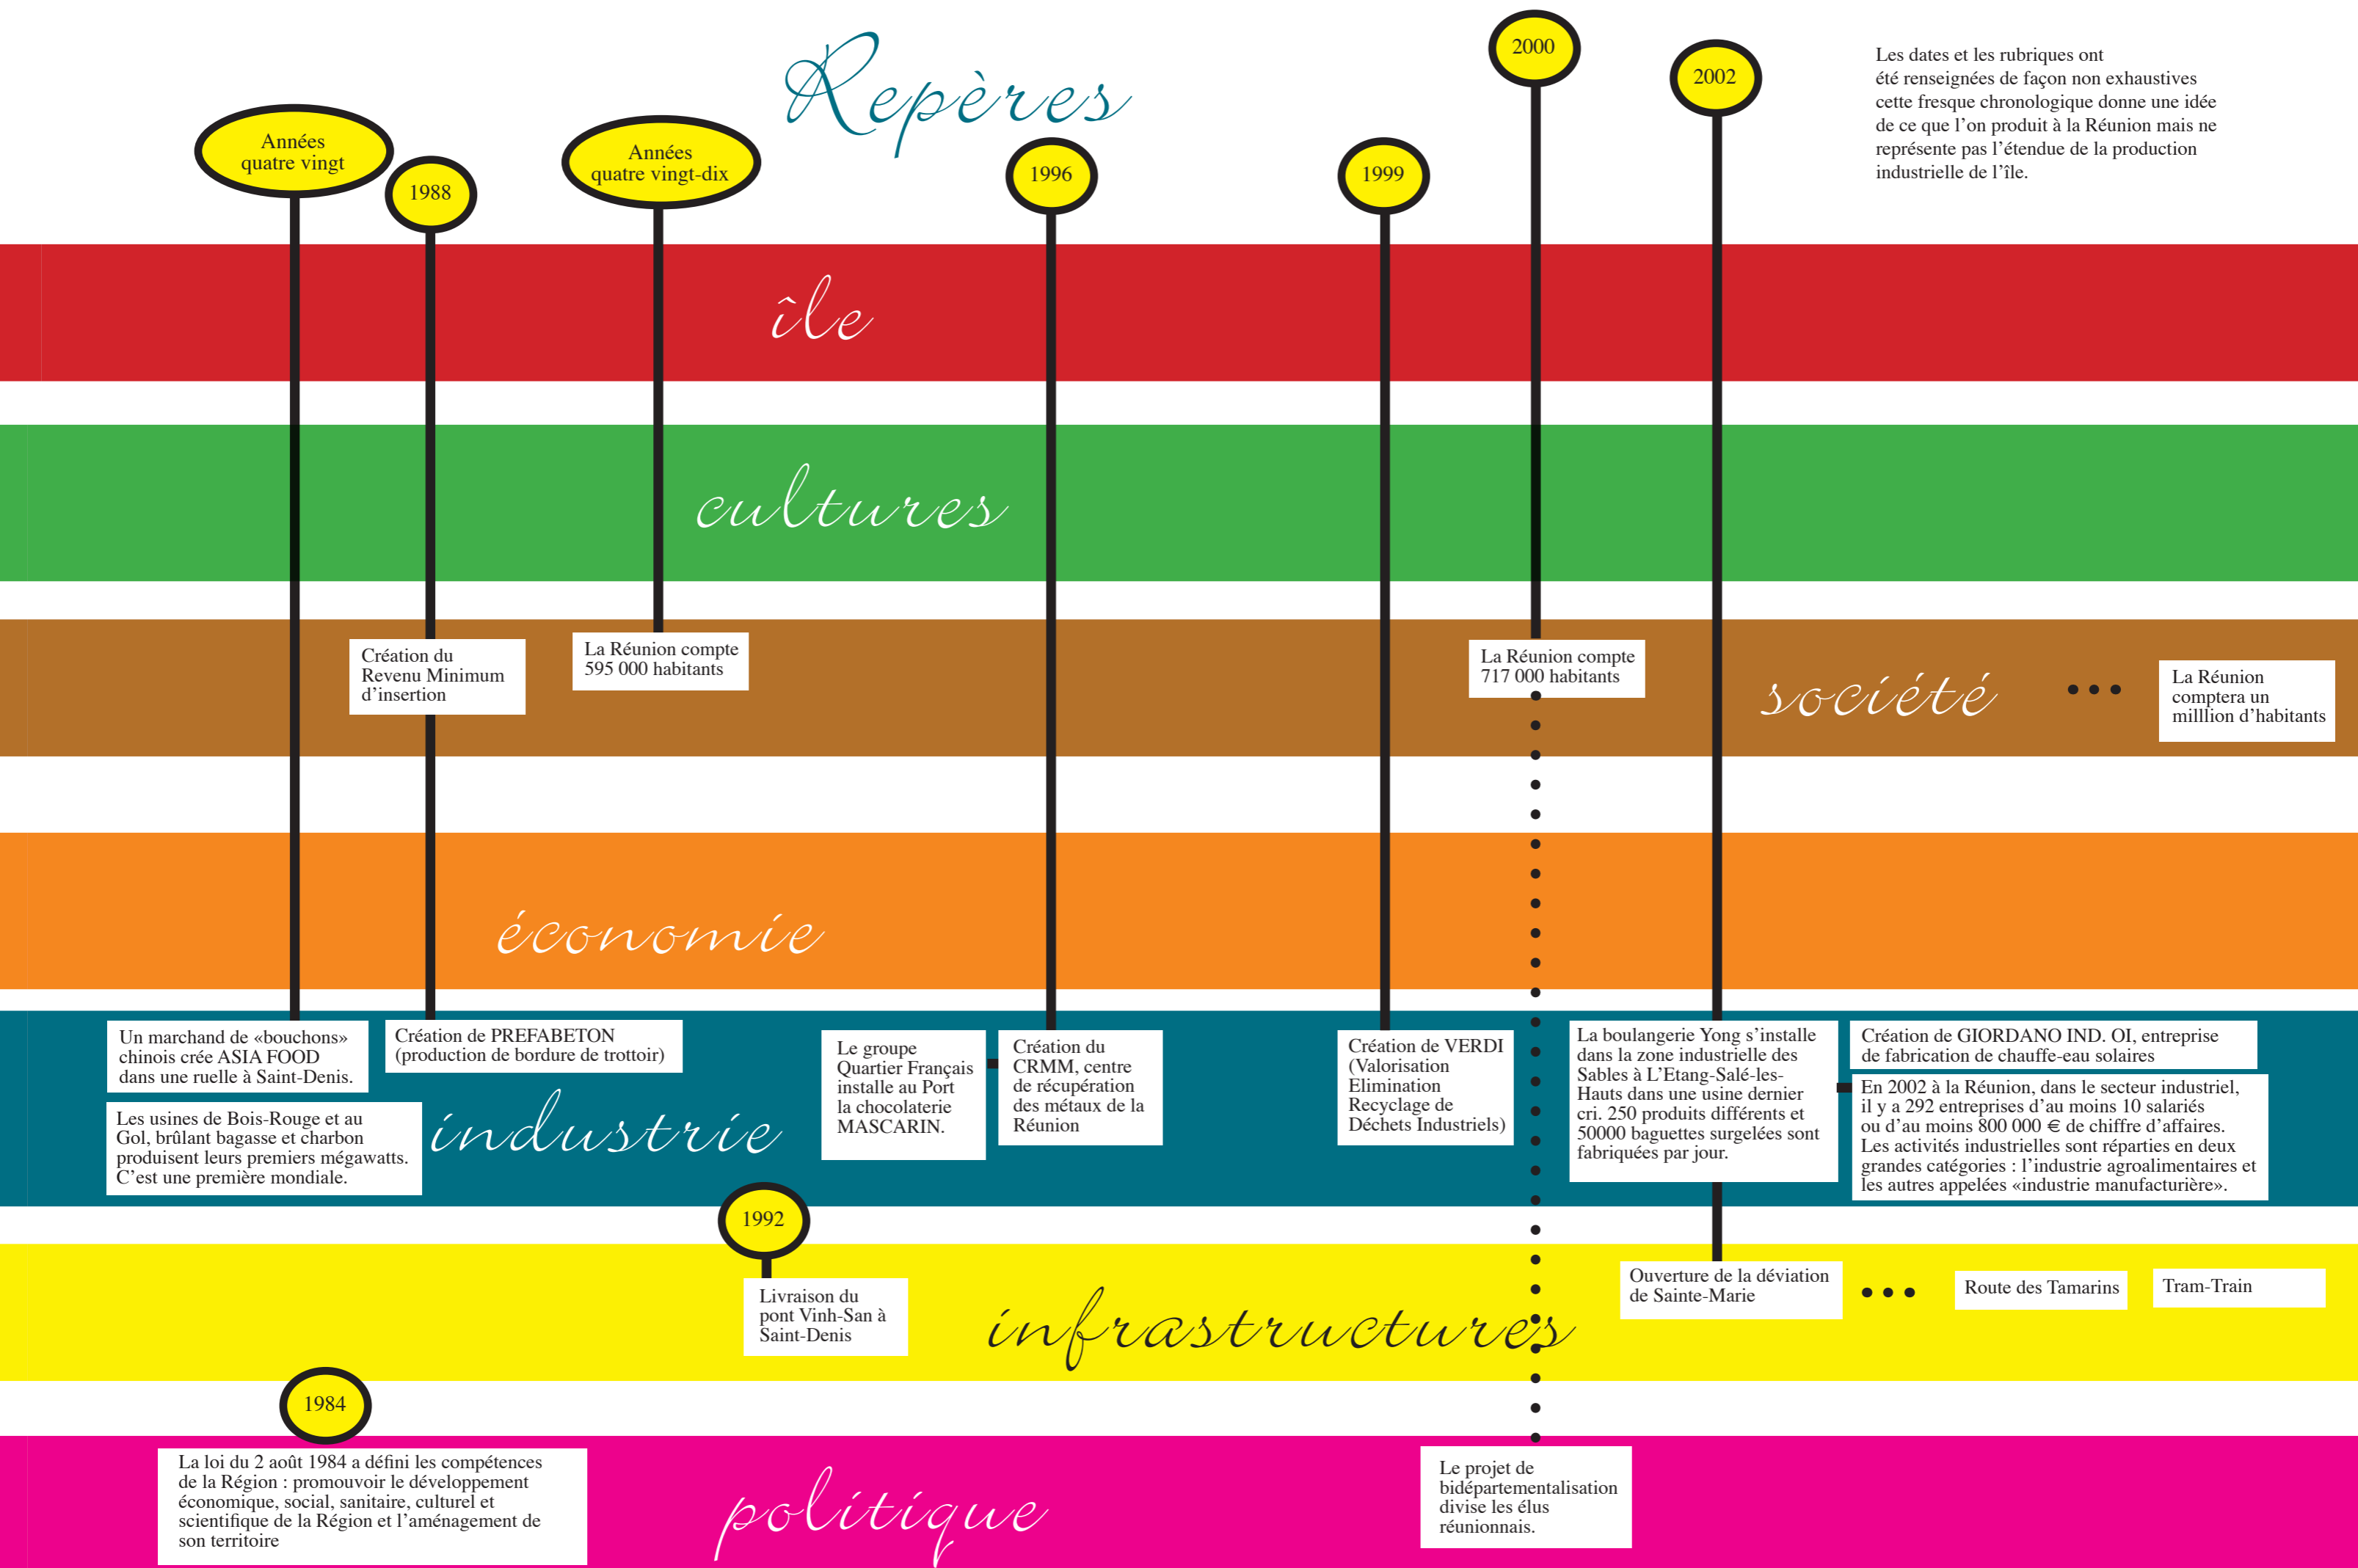 Repères
Années
quatre vingt
1988
Années
quatre vingt-dix
1996
1999
2000
2002
Les dates et les rubriques ont
été renseignées de façon non exhaustives
cette fresque chronologique donne une idée
de ce que l’on produit à la Réunion mais ne
représente pas l’étendue de la production
industrielle de l’île.
île
cultures
Création du
Revenu Minimum
d’insertion
La Réunion compte
595 000 habitants
La Réunion compte
717 000 habitants
société
...
La Réunion
comptera un
milllion d’habitants
économie
Un marchand de «bouchons»
chinois crée ASIA FOOD
dans une ruelle à Saint-Denis.
Les usines de Bois-Rouge et au
Gol, brûlant bagasse et charbon
produisent leurs premiers mégawatts.
C’est une première mondiale.
Création de PREFABETON
(production de bordure de trottoir)
industrie
Le groupe
Quartier Français
installe au Port
la chocolaterie
MASCARIN.
Création du
CRMM, centre
de récupération
des métaux de la
Réunion
Création de VERDI
(Valorisation
Elimination
Recyclage de
Déchets Industriels)
La boulangerie Yong s’installe
dans la zone industrielle des
Sables à L’Etang-Salé-les-
Hauts dans une usine dernier
cri. 250 produits différents et
50000 baguettes surgelées sont
fabriquées par jour.
Création de GIORDANO IND. OI, entreprise
de fabrication de chauffe-eau solaires
En 2002 à la Réunion, dans le secteur industriel,
il y a 292 entreprises d’au moins 10 salariés
ou d’au moins 800 000 € de chiffre d’affaires.
Les activités industrielles sont réparties en deux
grandes catégories : l’industrie agroalimentaires et
les autres appelées «industrie manufacturière».
1992
Livraison du
pont Vinh-San à
Saint-Denis
infrastructures
Ouverture de la déviation
de Sainte-Marie
...
Route des Tamarins
Tram-Train
1984
La loi du 2 août 1984 a défini les compétences
de la Région : promouvoir le développement
économique, social, sanitaire, culturel et
scientifique de la Région et l’aménagement de
son territoire
politique
Le projet de
bidépartementalisation
divise les élus
réunionnais.